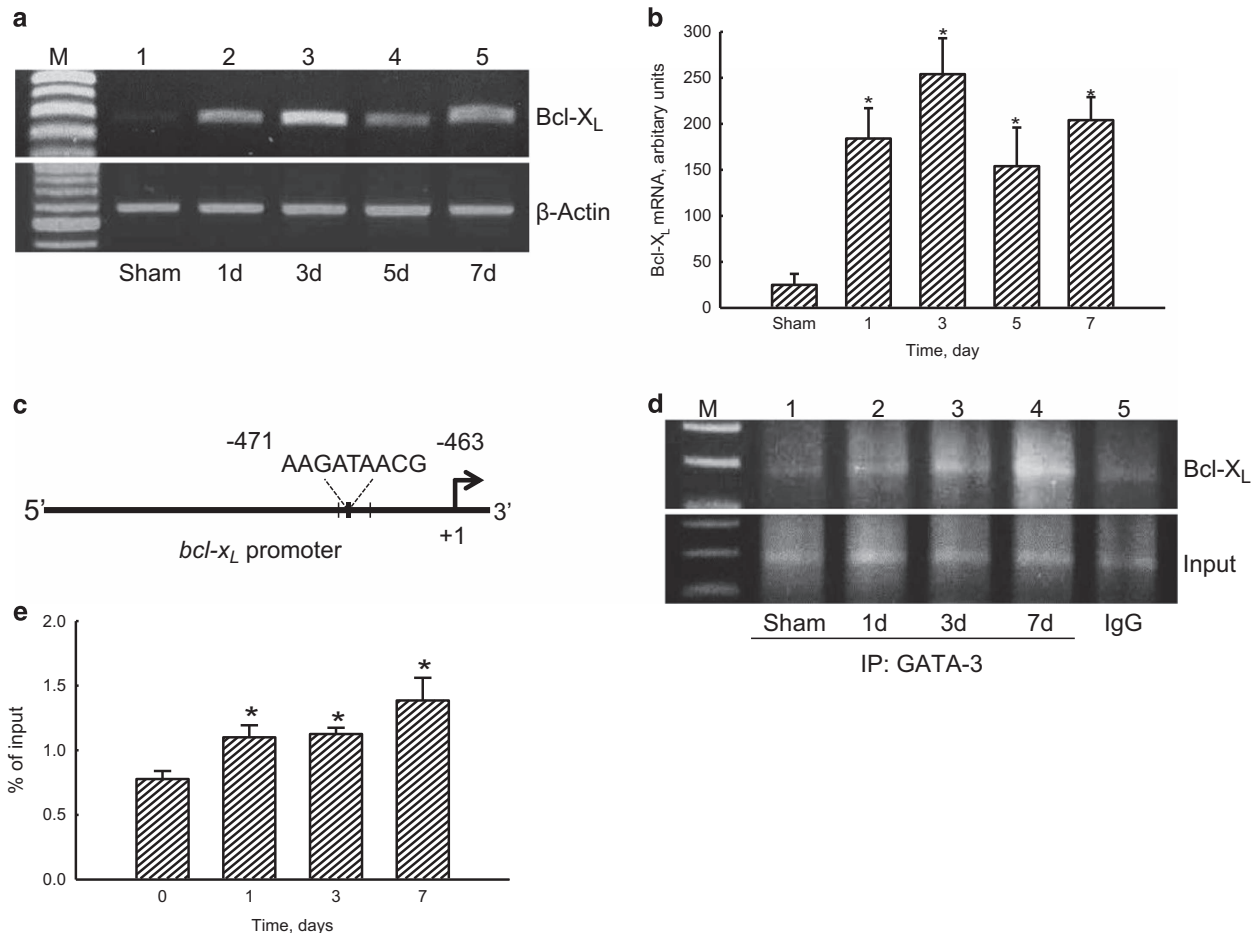 a
M 1 2 3 4 5
Bcl-XL
β-Actin
Sham 1d 3d 5d 7d
b
Bcl-XL mRNA, arbitary units
300
250
200
150
100
50
0
* * * *
Sham 1 3 5 7
Time, day
c
-471 -463
AAGATAACG
5' 3'
+1
bcl-xL promoter
d
M 1 2 3 4 5
Bcl-XL
Input
Sham 1d 3d 7d IgG
IP: GATA-3
e
% of input
2.0
1.5
1.0
0.5
0.0
* * *
0 1 3 7
Time, days